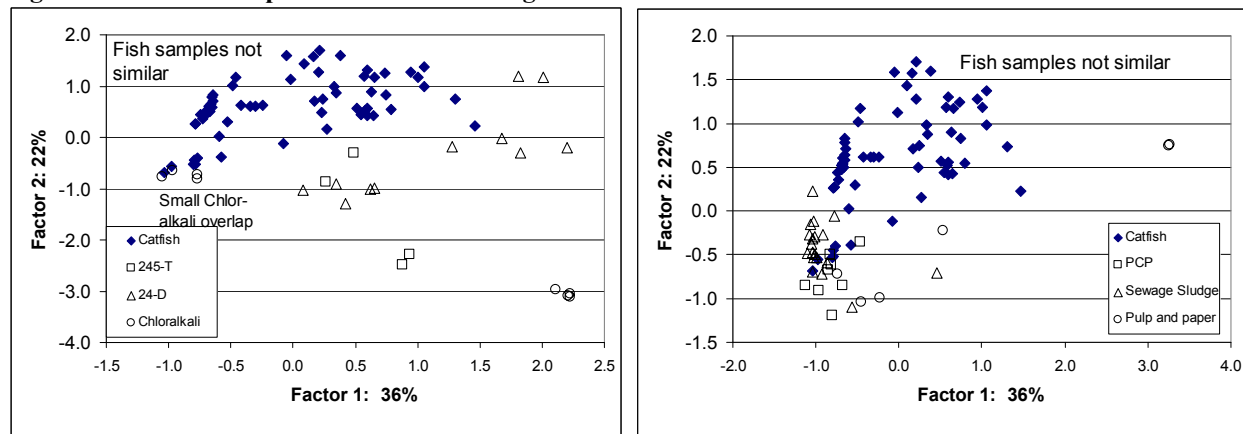 Fish samples not
similar
Small Chlor-
alkali overlap
Catfish
245-T
24-D
Chloralkali
2.0
1.0
0.0
-1.0
-2.0
-3.0
-4.0
-1.5
-1.0
-0.5
0.0
0.5
1.0
1.5
2.0
2.5
Factor 2: 22%
Factor 1: 36%
Fish samples not similar
Catfish
PCP
Sewage Sludge
Pulp and paper
2.0
1.5
1.0
0.5
0.0
-0.5
-1.0
-1.5
-2.0
-1.0
0.0
1.0
2.0
3.0
4.0
Factor 2: 22%
Factor 1: 36%